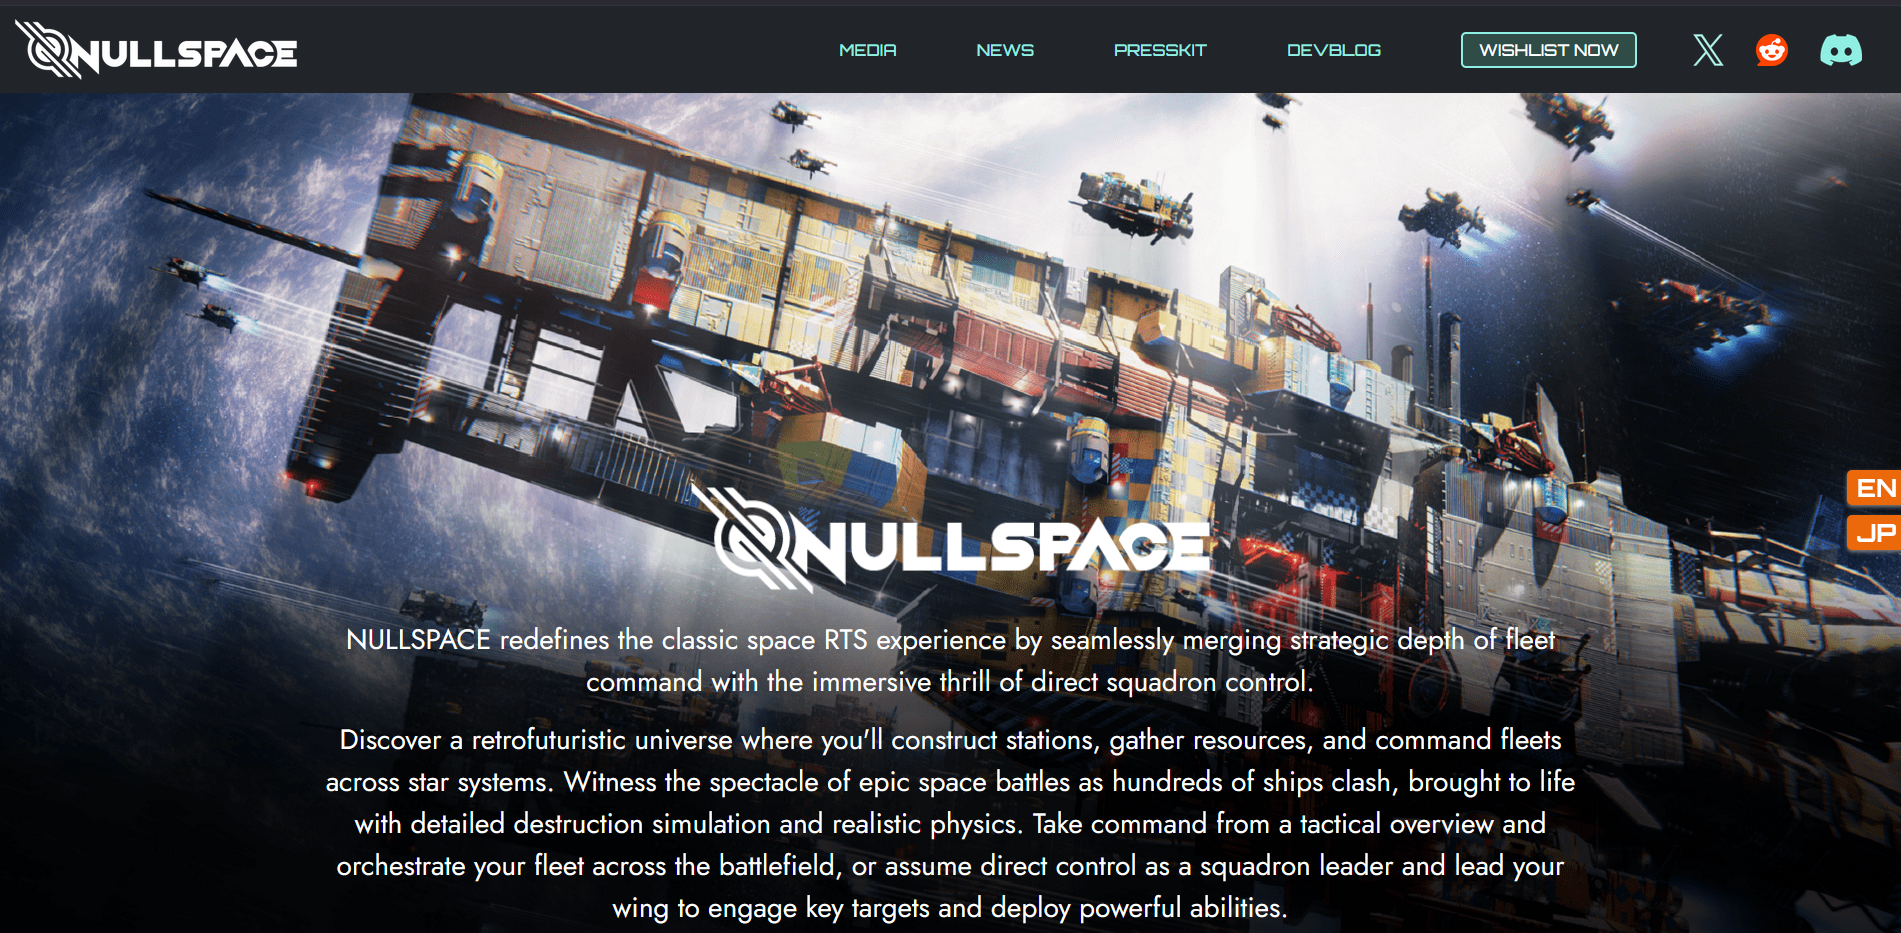 NULLSPACE
MEDIA
NEWS
PRESSKIT
DEVBLOG
WISHLIST NOW
EN
JP
NULLSPACE
NULLSPACE redefines the classic space RTS experience by seamlessly merging strategic depth of fleet
command with the immersive thrill of direct squadron control.
Discover a retrofuturistic universe where you'll construct stations, gather resources, and command fleets
across star systems. Witness the spectacle of epic space battles as hundreds of ships clash, brought to life
with detailed destruction simulation and realistic physics. Take command from a tactical overview and
orchestrate your fleet across the battlefield, or assume direct control as a squadron leader and lead your
wing to engage key targets and deploy powerful abilities.